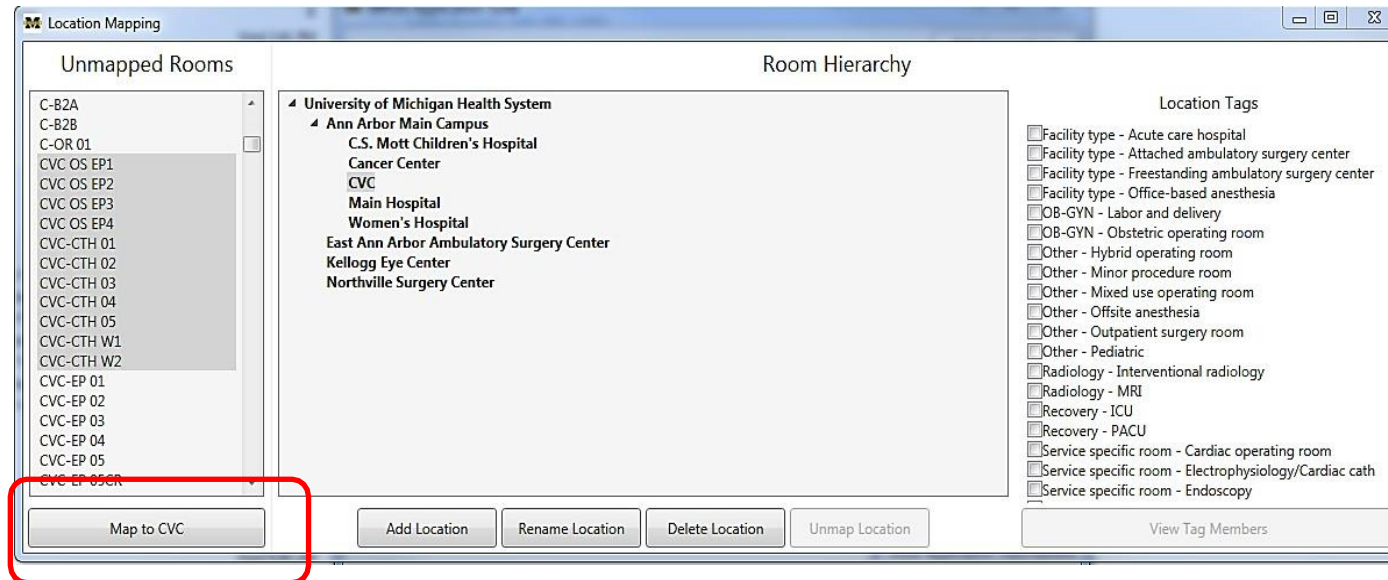 Location Mapping
Unmapped Rooms
C-B2A
C-B2B
C-OR 01
CVC OS EP1
CVC OS EP2
CVC OS EP3
CVC OS EP4
CVC-CTH 01
CVC-CTH 02
CVC-CTH 03
CVC-CTH 04
CVC-CTH 05
CVC-CTH W1
CVC-CTH W2
CVC-EP 01
CVC-EP 02
CVC-EP 03
CVC-EP 04
CVC-EP 05
CVC-EP 05CR
Map to CVC
Room Hierarchy
University of Michigan Health System
Ann Arbor Main Campus
C.S. Mott Children's Hospital
Cancer Center
CVC
Main Hospital
Women's Hospital
East Ann Arbor Ambulatory Surgery Center
Kellogg Eye Center
Northville Surgery Center
Add Location
Rename Location
Delete Location
Unmap Location
Location Tags
Facility type - Acute care hospital
Facility type - Attached ambulatory surgery center
Facility type - Freestanding ambulatory surgery center
Facility type - Office-based anesthesia
OB-GYN - Labor and delivery
OB-GYN - Obstetric operating room
Other - Hybrid operating room
Other - Minor procedure room
Other - Mixed use operating room
Other - Offsite anesthesia
Other - Outpatient surgery room
Other - Pediatric
Radiology - Interventional radiology
Radiology - MRI
Recovery - ICU
Recovery - PACU
Service specific room - Cardiac operating room
Service specific room - Electrophysiology/Cardiac cath
Service specific room - Endoscopy
View Tag Members